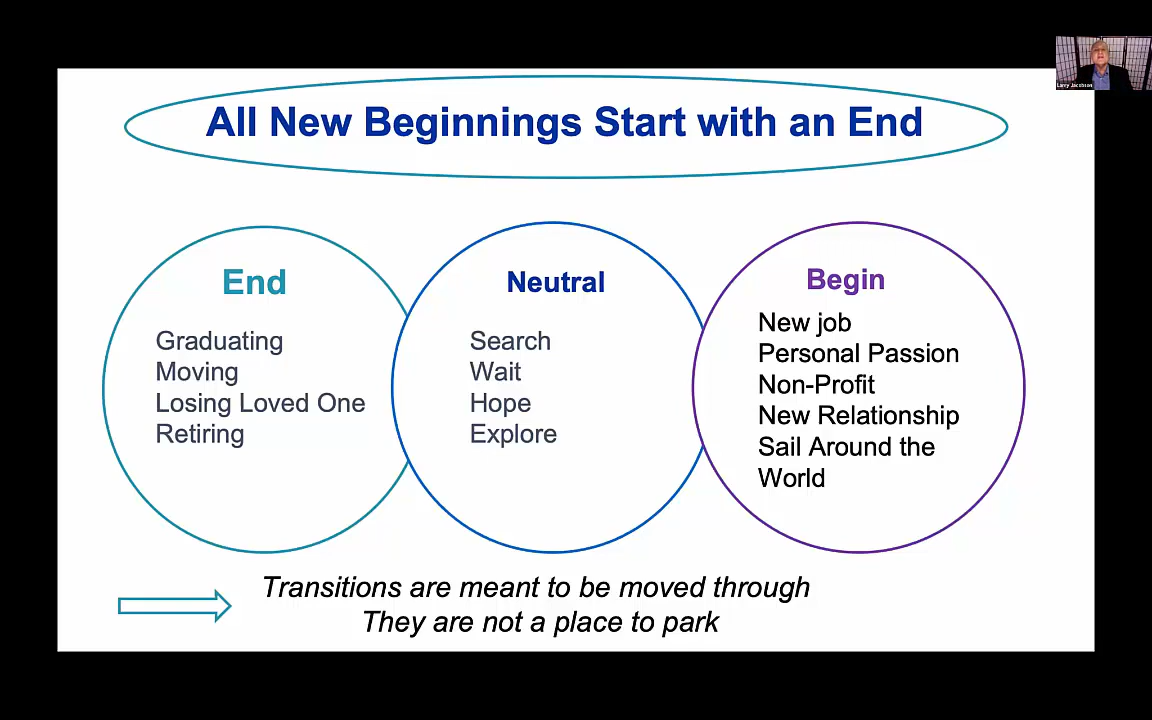 All New Beginnings Start with an End
Larry Jacobson
End
Graduating
Moving
Losing Loved One
Retiring
Neutral
Search
Wait
Hope
Explore
Begin
New job
Personal Passion
Non-Profit
New Relationship
Sail Around the
World
Transitions are meant to be moved through
They are not a place to park